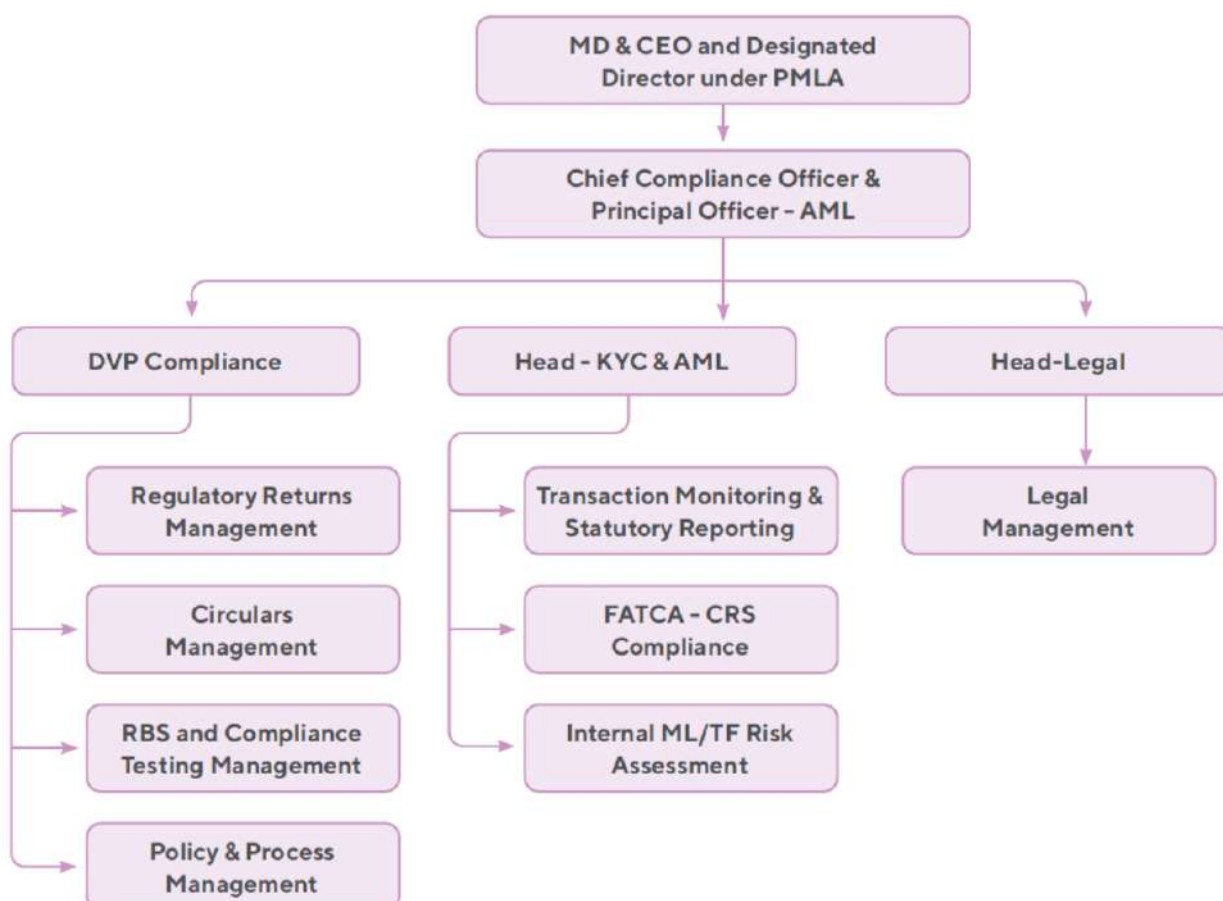 MD & CEO and Designated
Director under PMLA
Chief Compliance Officer &
Principal Officer - AML
DVP Compliance
Head - KYC & AML
Head-Legal
Regulatory Returns
Management
Transaction Monitoring &
Statutory Reporting
Legal
Management
Circulars
Management
FATCA - CRS
Compliance
RBS and Compliance
Testing Management
Internal ML/TF Risk
Assessment
Policy & Process
Management